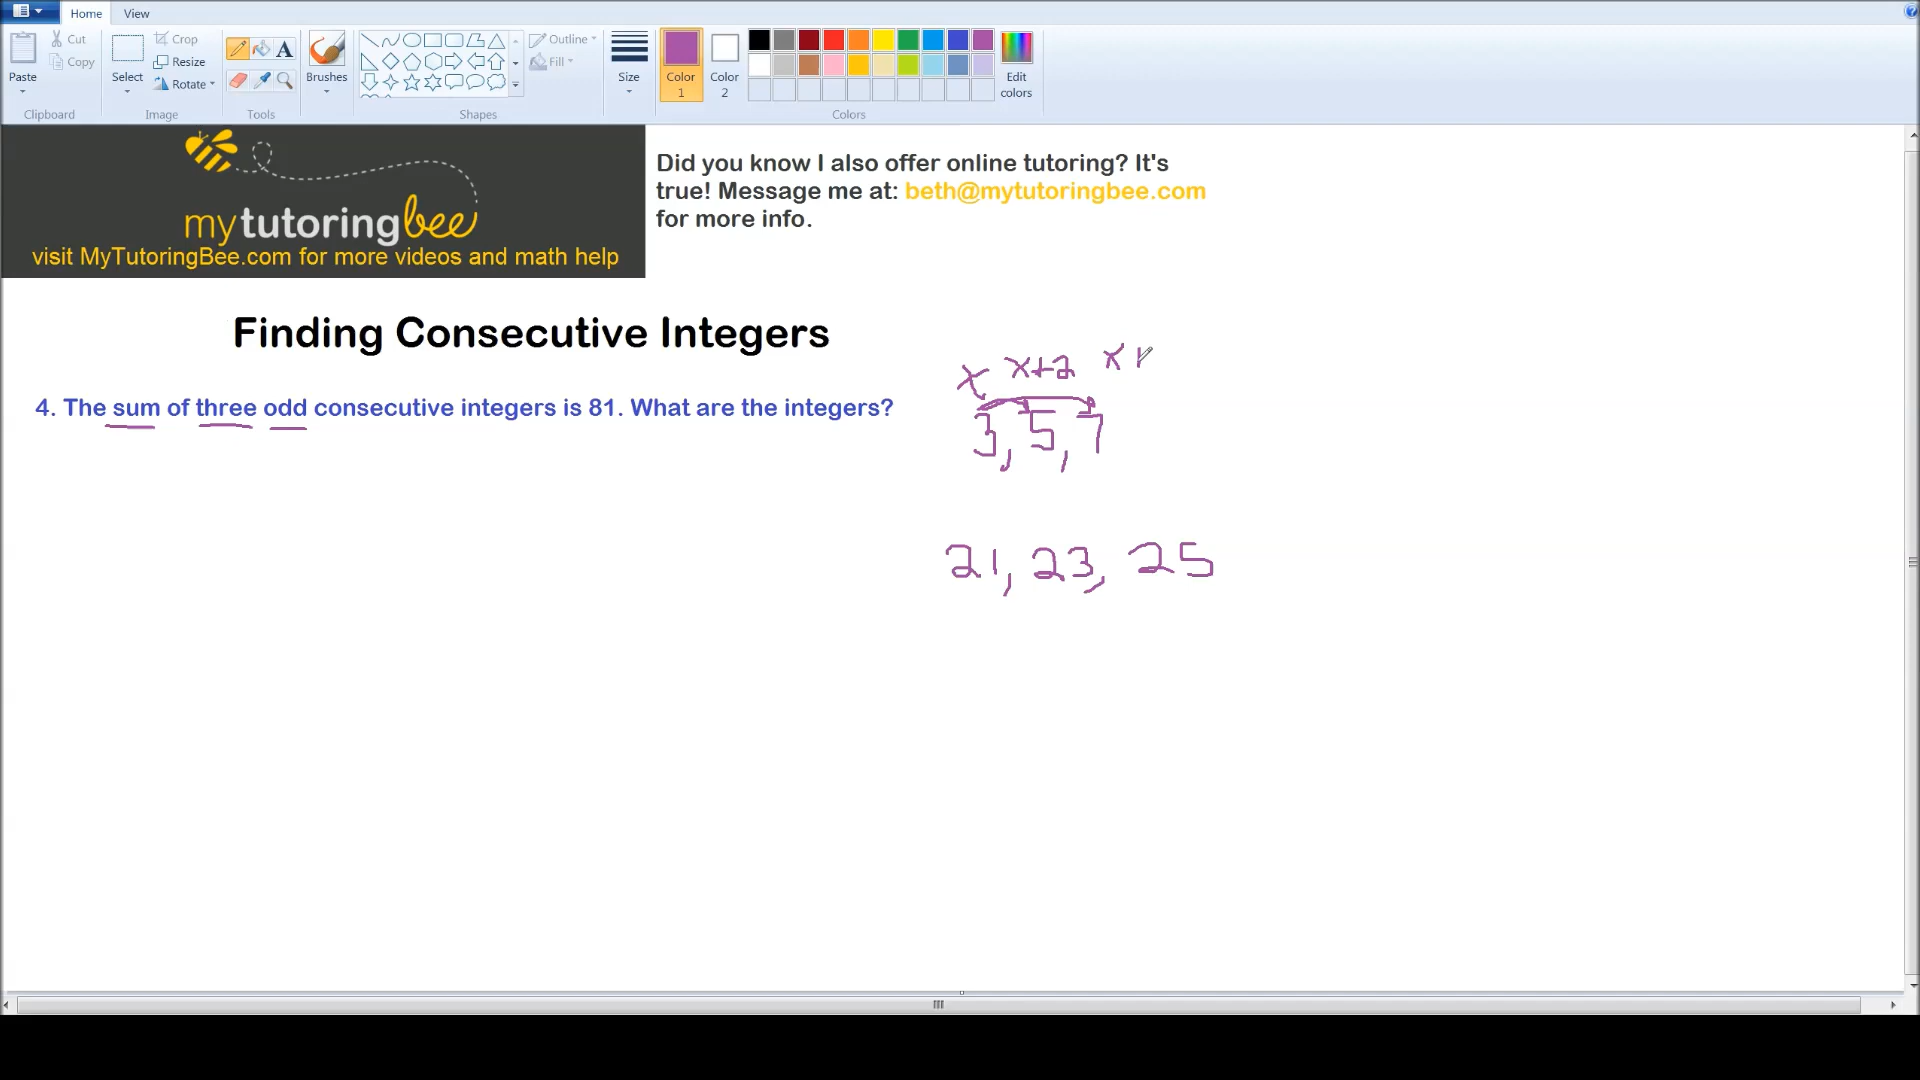 Home View
Paste
Cut
Copy
Clipboard
Select
Crop
Resize
Rotate
Image
A
Tools
Brushes
Outline
Fill
Shapes
Size
Color 1
Color 2
Edit colors
Colors
mytutoringbee
visit MyTutoringBee.com for more videos and math help
Did you know I also offer online tutoring? It's
true! Message me at: beth@mytutoringbee.com
for more info.
Finding Consecutive Integers
4. The sum of three odd consecutive integers is 81. What are the integers?
x x+2 x
3, 5, 7
21, 23, 25